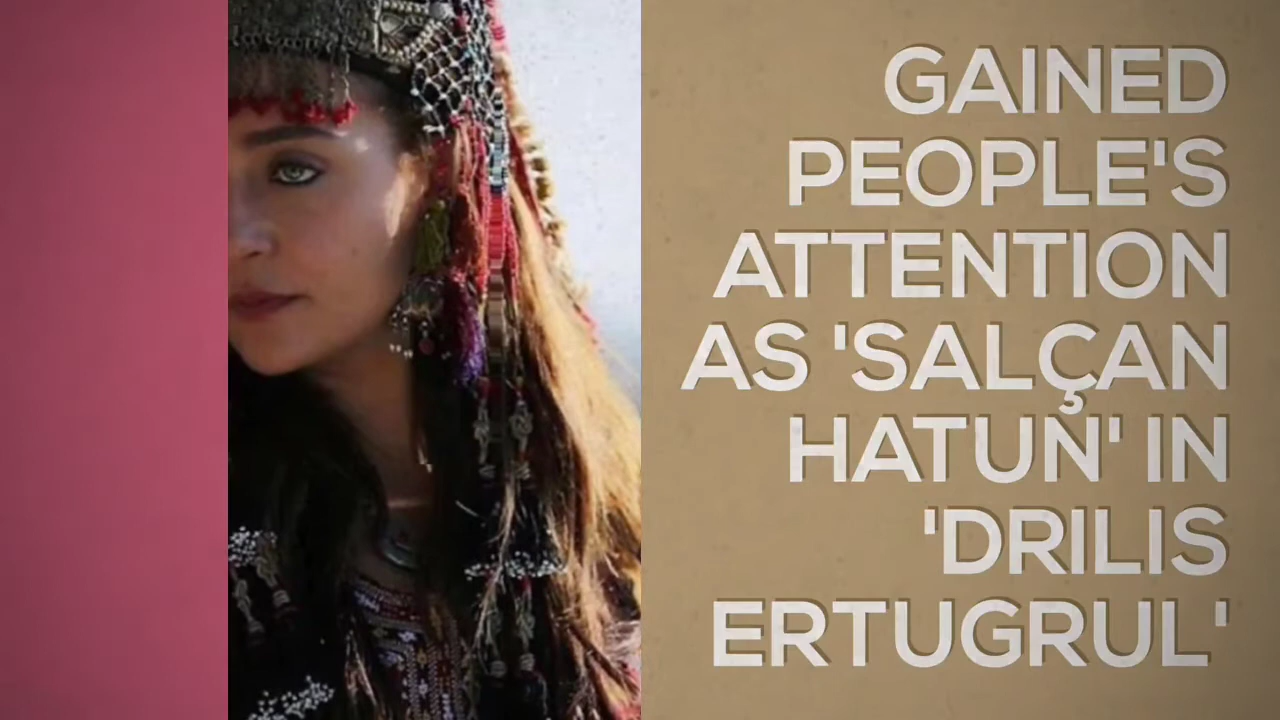 GAINED
PEOPLE'S
ATTENTION
AS 'SALÇAN
HATUN' IN
'DRILIS
ERTUGRUL'